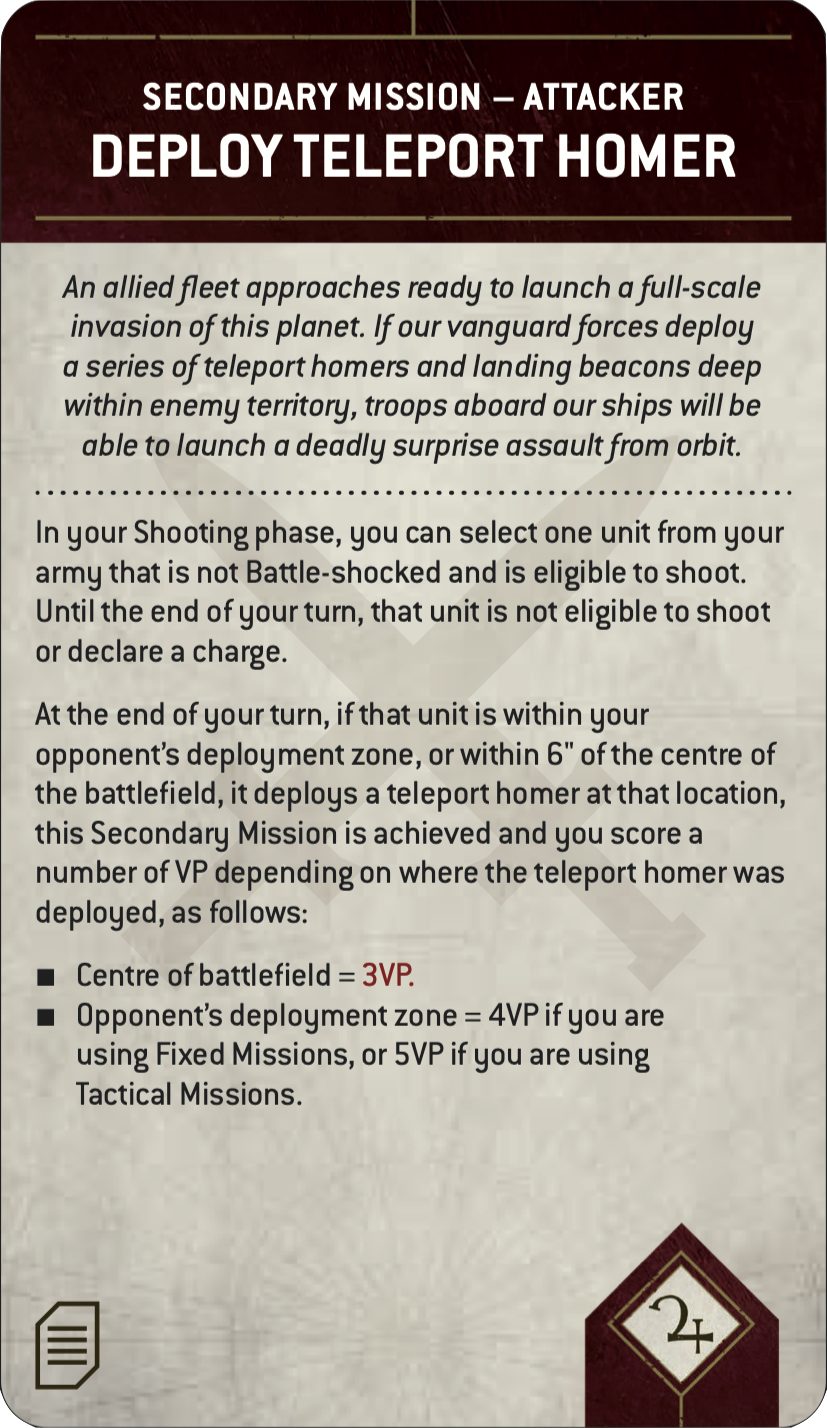 SECONDARY MISSION – ATTACKER
DEPLOY TELEPORT HOMER
An allied fleet approaches ready to launch a full-scale
invasion of this planet. If our vanguard forces deploy
a series of teleport homers and landing beacons deep
within enemy territory, troops aboard our ships will be
able to launch a deadly surprise assault from orbit.
In your Shooting phase, you can select one unit from your
army that is not Battle-shocked and is eligible to shoot.
Until the end of your turn, that unit is not eligible to shoot
or declare a charge.
At the end of your turn, if that unit is within your
opponent’s deployment zone, or within 6" of the centre of
the battlefield, it deploys a teleport homer at that location,
this Secondary Mission is achieved and you score a
number of VP depending on where the teleport homer was
deployed, as follows:
■ Centre of battlefield = 3VP.
■ Opponent’s deployment zone = 4VP if you are
using Fixed Missions, or 5VP if you are using
Tactical Missions.